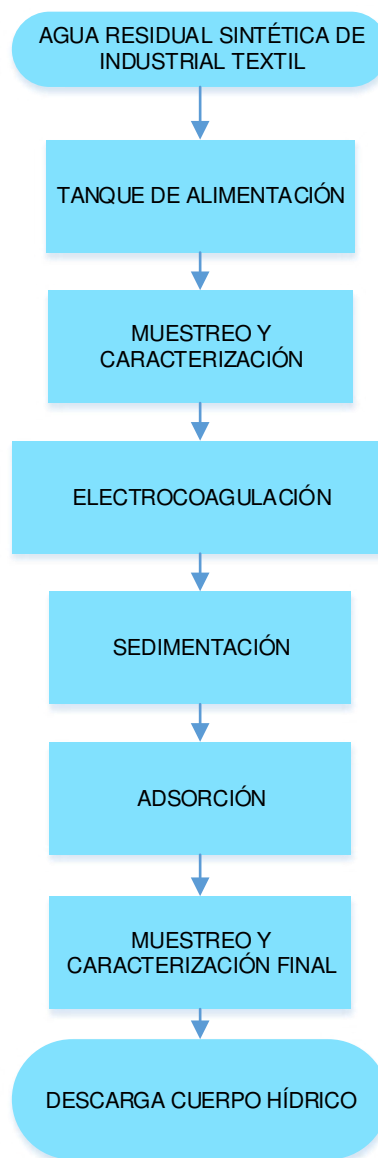 AGUA RESIDUAL SINTÉTICA DE
INDUSTRIAL TEXTIL
TANQUE DE ALIMENTACIÓN
MUESTREO Y
CARACTERIZACIÓN
ELECTROCOAGULACIÓN
SEDIMENTACIÓN
ADSORCIÓN
MUESTREO Y
CARACTERIZACIÓN FINAL
DESCARGA CUERPO HÍDRICO